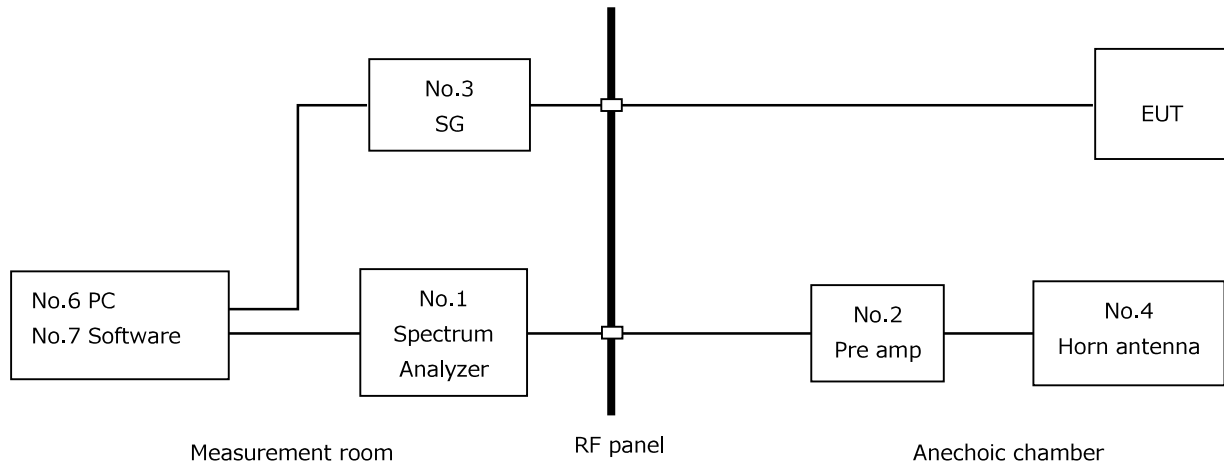 No.3
SG
EUT
No.6 PC
No.7 Software
No.1
Spectrum
Analyzer
No.2
Pre amp
No.4
Horn antenna
Measurement room
RF panel
Anechoic chamber